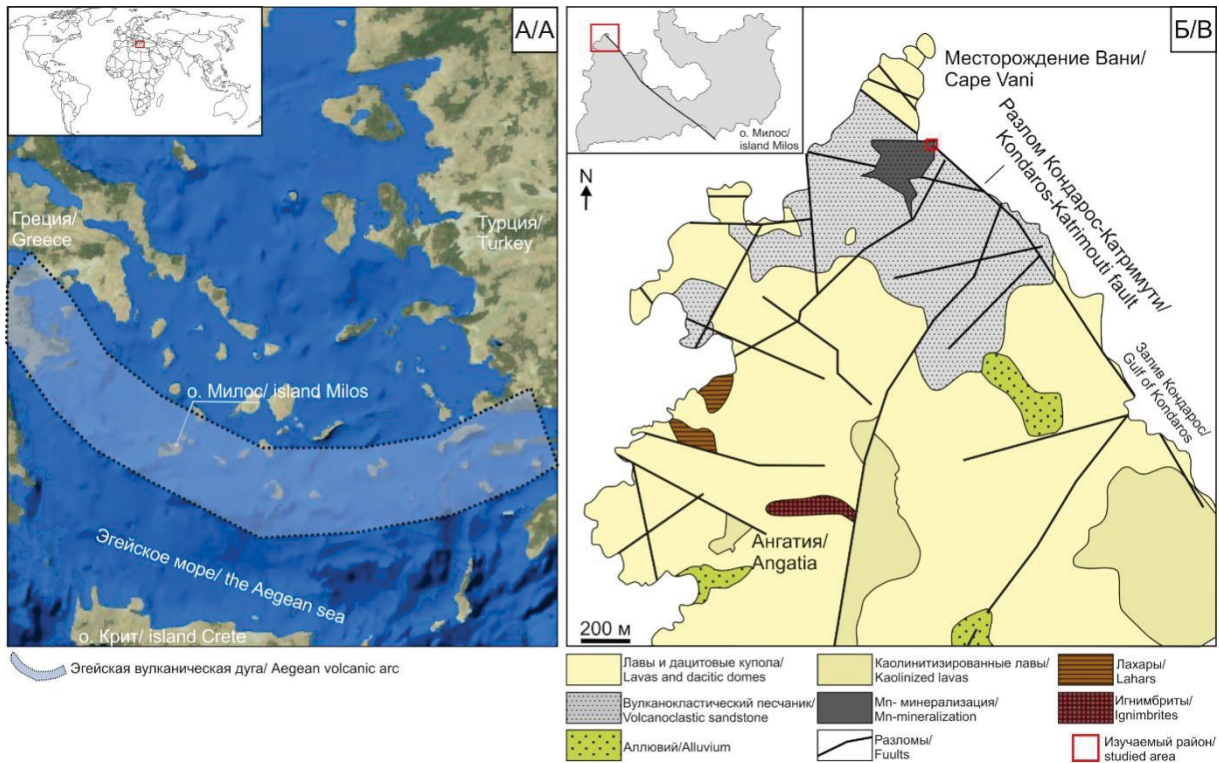 А/A
Греция/
Greece
Турция/
Turkey
о. Милос/ island Milos
Эгейское море/ the Aegean sea
о. Крит/ island Crete
Эгейская вулканическая дуга/ Aegean volcanic arc
Б/B
о. Милос/
island Milos
Месторождение Вани/
Cape Vani
Разлом Кондарос-Катримути/
Kondaros-Katrimouti fault
N
Залив Кондарос/
Gulf of Kondaros
Ангатия/
Angatia
200 м
Лавы и дацитовые купола/
Lavas and dacitic domes
Каолинитизированные лавы/
Kaolinized lavas
Лахары/
Lahars
Вулканокластический песчаник/
Volcanoclastic sandstone
Mn- минерализация/
Mn-mineralization
Игнимбриты/
Ignimbrites
Аллювий/Alluvium
Разломы/
Fuults
Изучаемый район/
studied area